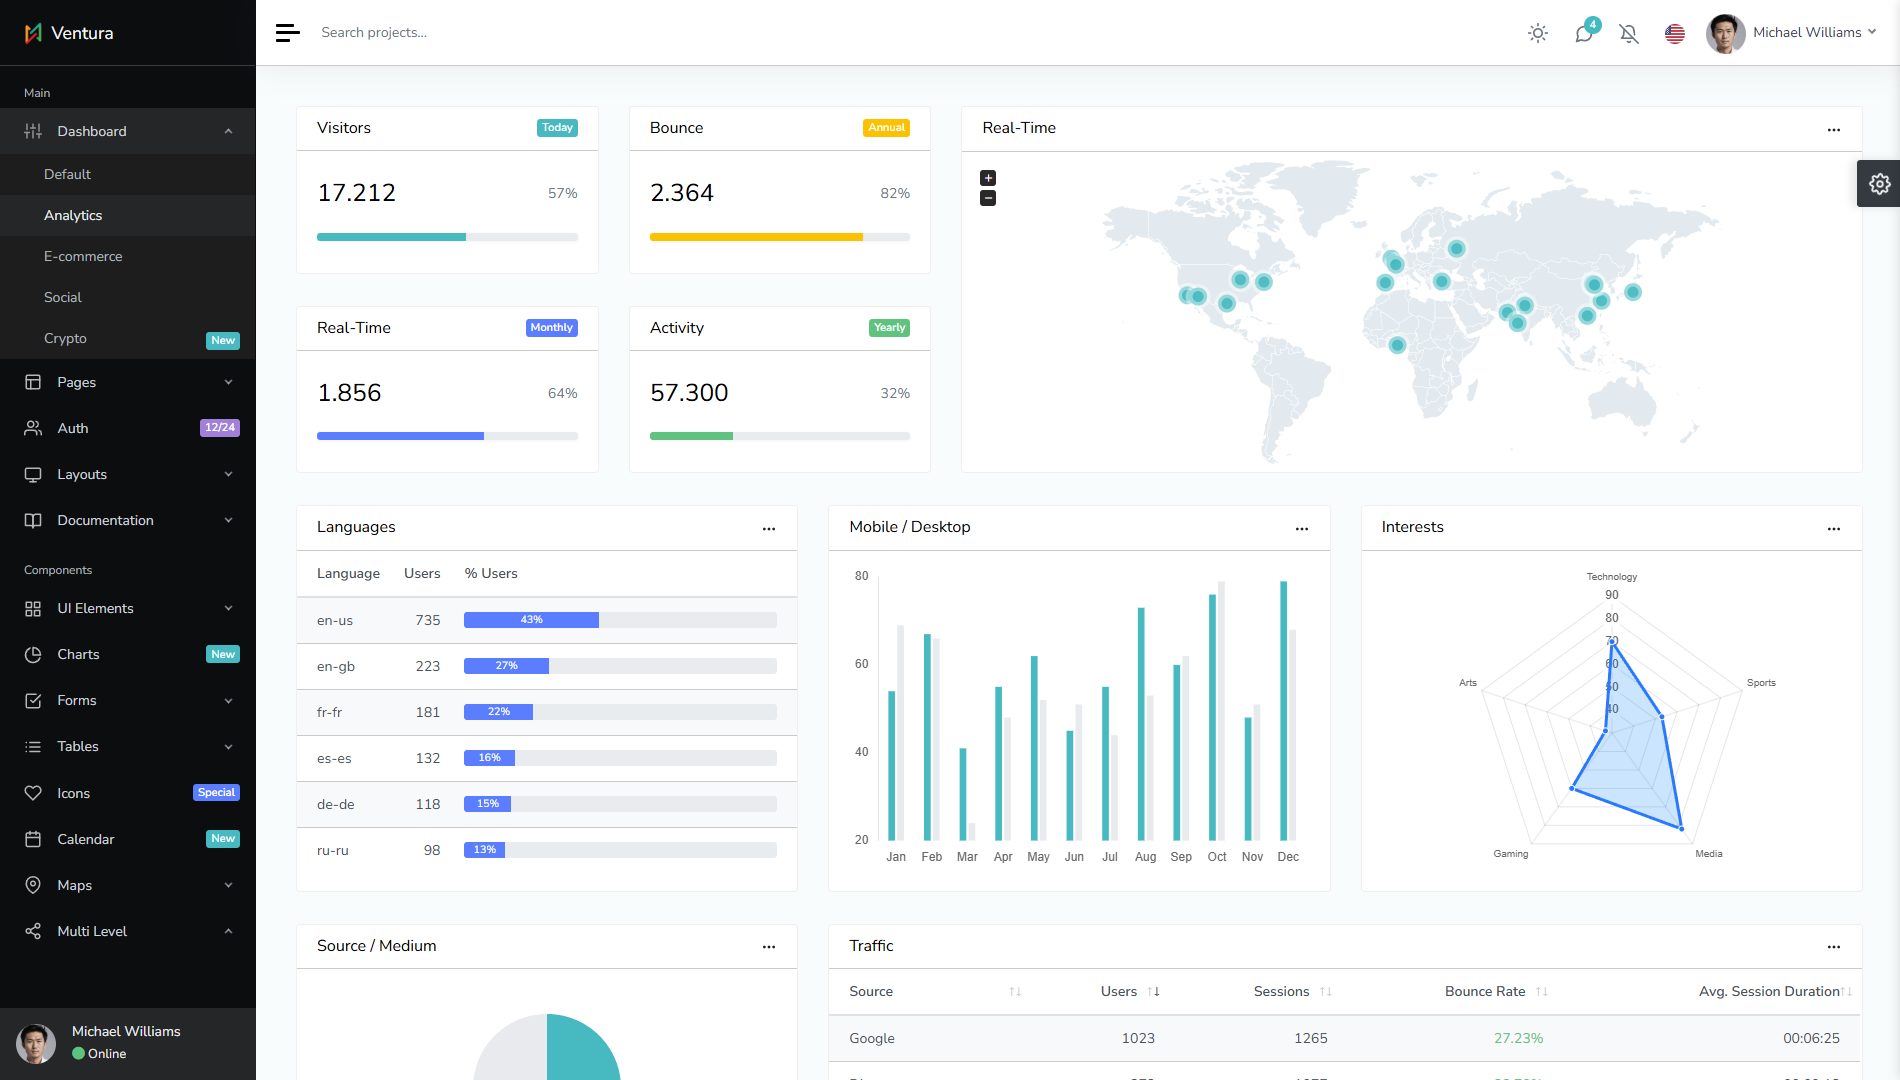 Ventura
Search projects...
4
Michael Williams
Main
Dashboard
Default
Analytics
E-commerce
Social
Crypto
New
Pages
Auth
12/24
Layouts
Documentation
Components
UI Elements
Charts
New
Forms
Tables
Icons
Special
Calendar
New
Maps
Multi Level
Michael Williams
Online
Visitors
Today
17.212
57%
Bounce
Annual
2.364
82%
Real-Time
Monthly
1.856
64%
Activity
Yearly
57.300
32%
Real-Time
+
−
Languages
Language Users % Users
en-us 735 43%
en-gb 223 27%
fr-fr 181 22%
es-es 132 16%
de-de 118 15%
ru-ru 98 13%
Mobile / Desktop
80
60
40
20
Jan Feb Mar Apr May Jun Jul Aug Sep Oct Nov Dec
Interests
Technology
90
80
70
60
50
40
Arts
Sports
Gaming
Media
Source / Medium
Traffic
Source Users Sessions Bounce Rate Avg. Session Duration
Google 1023 1265 27.23% 00:06:25